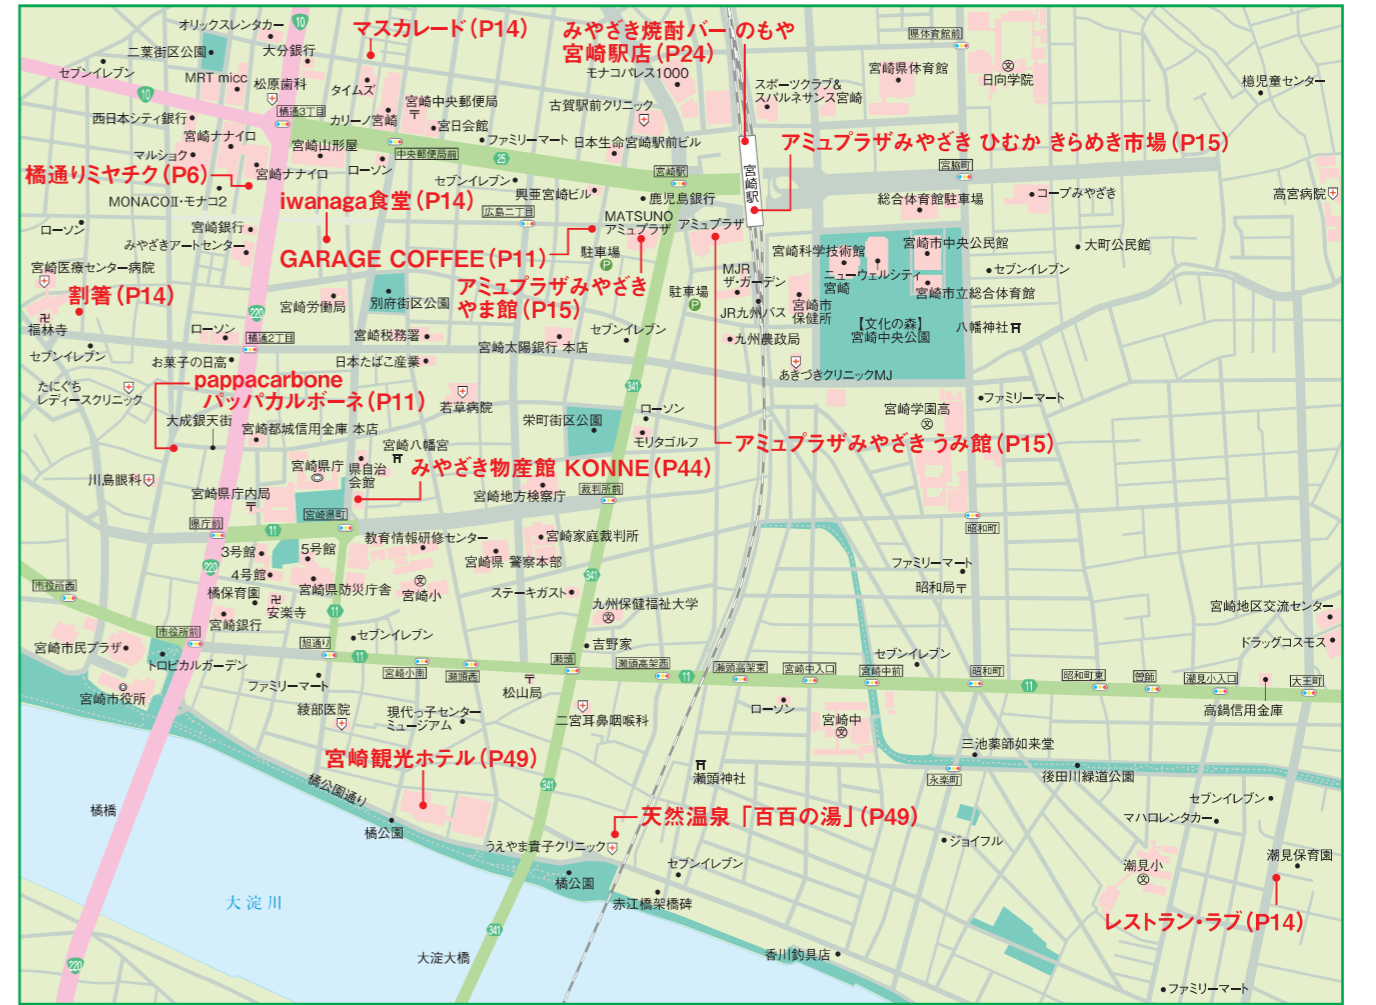 オリックスレンタカー
10
マスカレード(P14)
みやざき焼酎バー のもや
宮崎駅店(P24)
県体育館前
二葉街区公園
大分銀行
セブンイレブン
MRT micc
松原歯科
タイムズ
モナコパレス1000
スポーツクラブ&
スパルネサンス宮崎
宮崎県体育館
日向学院
檍児童センター
10
橘通3丁目
カリーノ宮崎
宮崎中央郵便局
宮日会館
古賀駅前クリニック
西日本シティ銀行
宮崎ナナイロ
宮崎山形屋
中央郵便局前
ファミリーマート
日本生命宮崎駅前ビル
25
アミュプラザみやざき ひむか きらめき市場(P15)
マルショク
宮崎ナナイロ
ローソン
橘通りミヤチク(P6)
セブンイレブン
宮崎駅
宮崎駅
宮脇町
MONACOⅡ・モナコ2
iwanaga食堂(P14)
興亜宮崎ビル
鹿児島銀行
総合体育館駐車場
コープみやざき
高宮病院
ローソン
宮崎銀行
広島二丁目
MATSUNO
アミュプラザ
アミュプラザ
みやざきアートセンター
GARAGE COFFEE(P11)
駐車場
宮崎科学技術館
宮崎市中央公民館
大町公民館
宮崎医療センター病院
MJR
ザ・ガーデン
ニューウェルシティ
宮崎
セブンイレブン
割箸(P14)
宮崎労働局
別府街区公園
アミュプラザみやざき
やま館(P15)
駐車場
宮崎市
保健所
宮崎市立総合体育館
福林寺
220
JR九州バス
【文化の森】
宮崎中央公園
八幡神社
ローソン
橘通2丁目
宮崎税務署
宮崎太陽銀行 本店
セブンイレブン
九州農政局
セブンイレブン
お菓子の日高
日本たばこ産業
あきづきクリニックMJ
たにぐち
レディースクリニック
pappacarbone
パッパカルボーネ(P11)
若草病院
341
ファミリーマート
大成銀天街
宮崎都城信用金庫 本店
栄町街区公園
ローソン
宮崎学園高
モリタゴルフ
アミュプラザみやざき うみ館(P15)
宮崎八幡宮
川島眼科
宮崎県庁
県自治
会館
みやざき物産館 KONNE(P44)
宮崎県庁内局
宮崎地方検察庁
裁判所前
県庁前
11
宮崎県町
昭和町
3号館
5号館
教育情報研修センター
宮崎家庭裁判所
220
4号館
宮崎県 警察本部
ファミリーマート
市役所西
橘保育園
宮崎県防災庁舎
宮崎小
ステーキガスト
341
昭和局
安楽寺
11
九州保健福祉大学
宮崎地区交流センター
宮崎銀行
市役所前
旭通り
セブンイレブン
吉野家
ドラッグコスモス
宮崎市民プラザ
トロピカルガーデン
11
宮崎小南
瀬頭西
瀬頭
瀬頭高架西
11
瀬頭高架東
宮崎中入口
宮崎中前
セブンイレブン
昭和町
11
昭和町東
曽師
潮見小入口
大王町
宮崎市役所
ファミリーマート
松山局
ローソン
高鍋信用金庫
綾部医院
現代っ子センター
ミュージアム
二宮耳鼻咽喉科
宮崎中
三池薬師如来堂
宮崎観光ホテル(P49)
瀬頭神社
永楽町
後田川緑道公園
341
橘公園通り
セブンイレブン
橘橋
橘公園
天然温泉「百百の湯」(P49)
マハロレンタカー
うえやま貴子クリニック
ジョイフル
セブンイレブン
潮見小
潮見保育園
大淀川
橘公園
赤江橋架橋碑
レストラン・ラブ(P14)
341
220
大淀大橋
香川釣具店
ファミリーマート